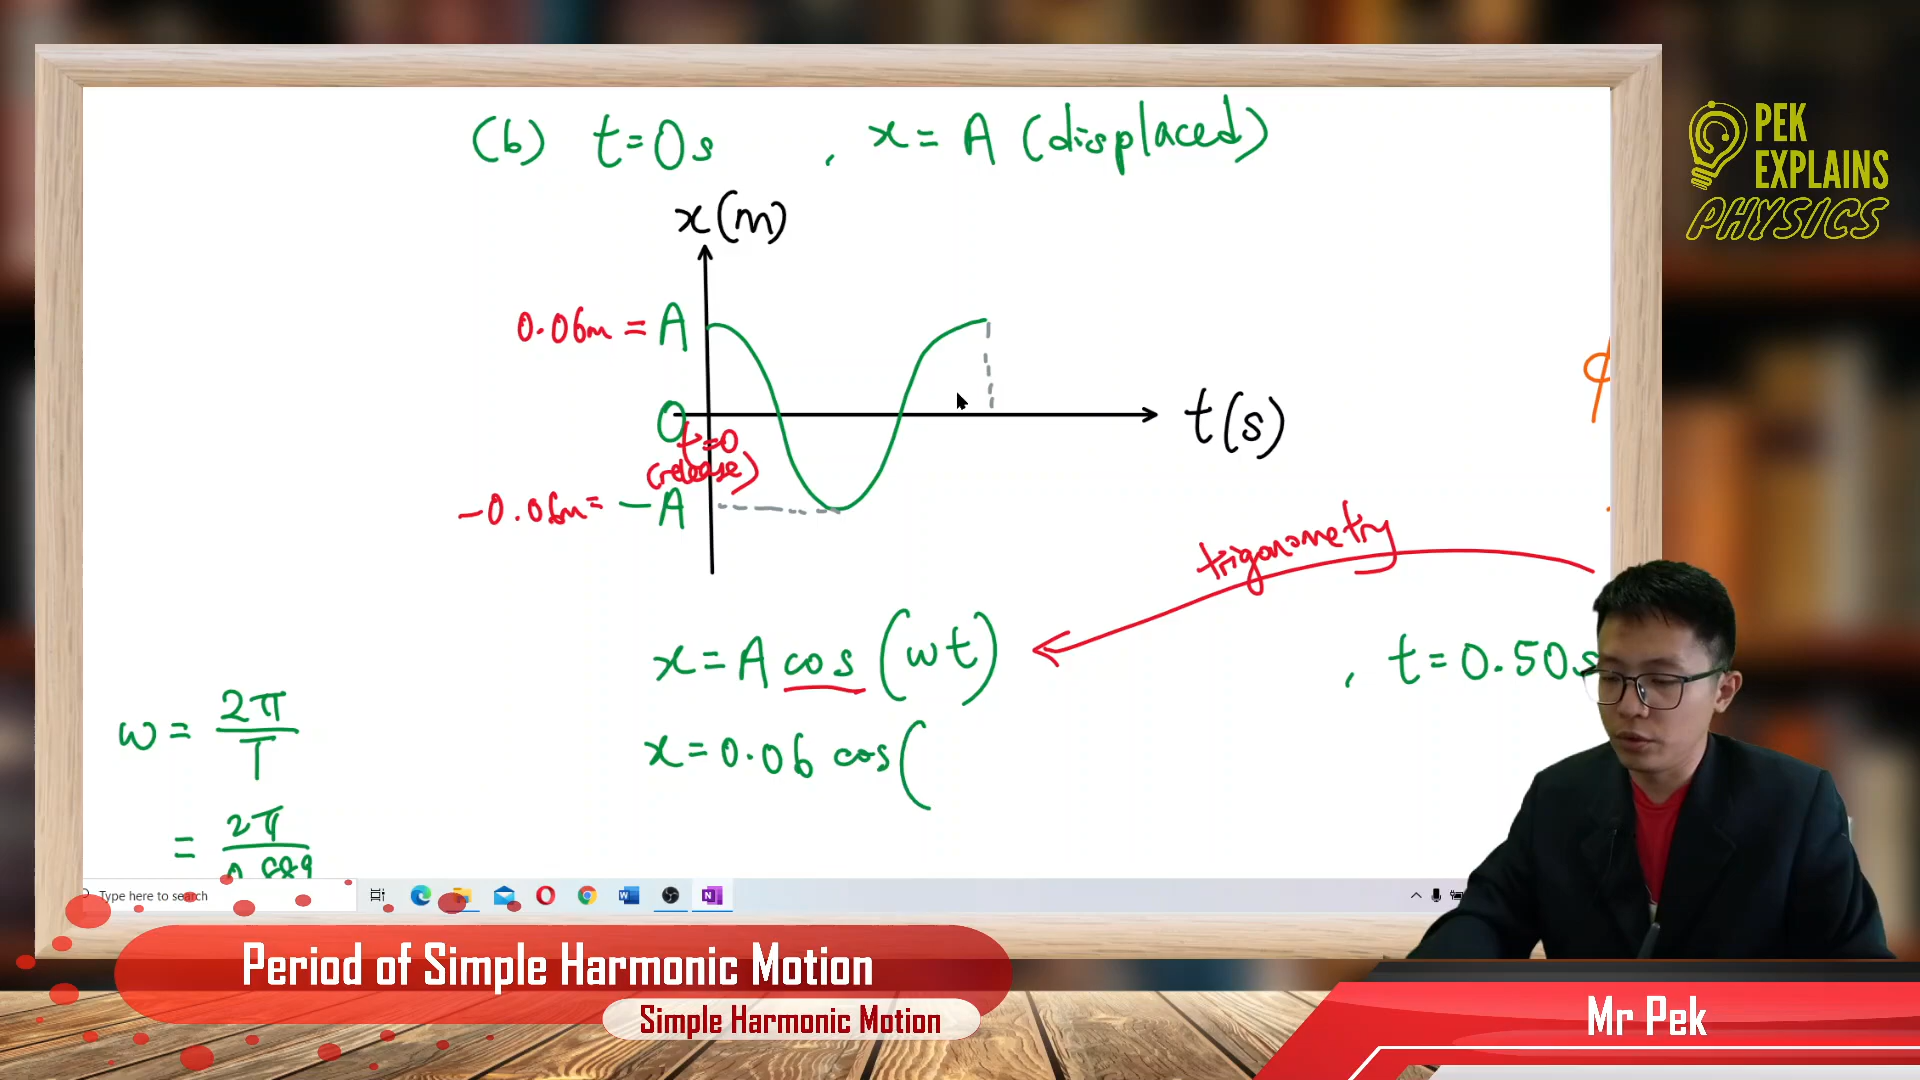 (b) t=0s , x= A (displaced)
x(m)
0.06m = A
O
t=0
(release)
-0.06m= -A
t(s)
ϕ
trigonometry
x=A cos (ωt)
, t=0.50s
x=0.06 cos(
ω= 2π
T
= 2π
Type here to search
PEK
EXPLAINS
PHYSICS
Period of Simple Harmonic Motion
Simple Harmonic Motion
Mr Pek